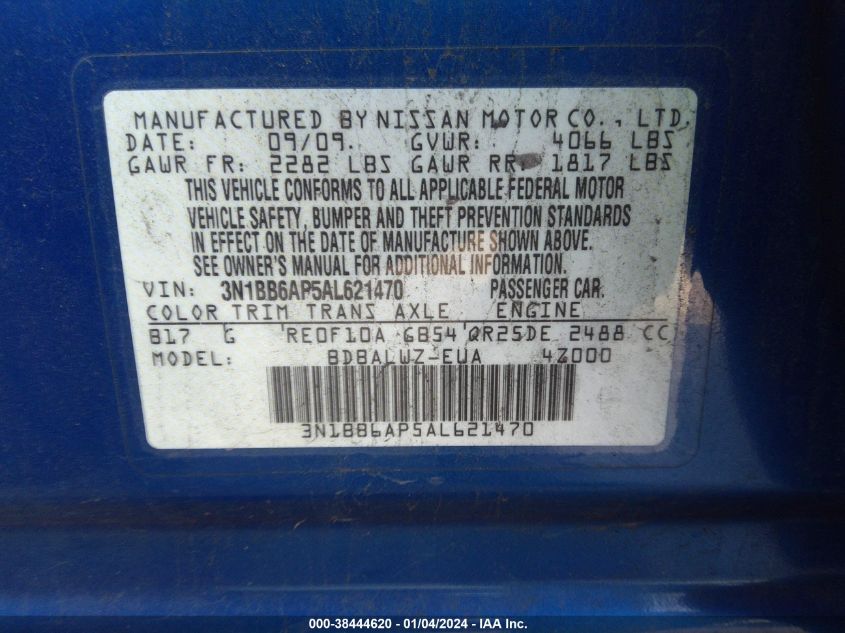 MANUFACTURED BY NISSAN MOTOR CO., LTD.
DATE: 09/09. GVWR: 4066 LBS
GAWR FR: 2282 LBS GAWR RR. 1817 LBS
THIS VEHICLE CONFORMS TO ALL APPLICABLE FEDERAL MOTOR
VEHICLE SAFETY, BUMPER AND THEFT PREVENTION STANDARDS
IN EFFECT ON THE DATE OF MANUFACTURE SHOWN ABOVE.
SEE OWNER'S MANUAL FOR ADDITIONAL INFORMATION.
VIN: 3N1BB6AP5AL621470 PASSENGER CAR.
COLOR TRIM TRANS AXLE ENGINE
B17 G RE0F10A GB54 QR25DE 2488 CC
MODEL: BDBALWZ-EUA 4Z000
3N1BB6AP5AL621470
000-38444620 - 01/04/2024 - IAA Inc.